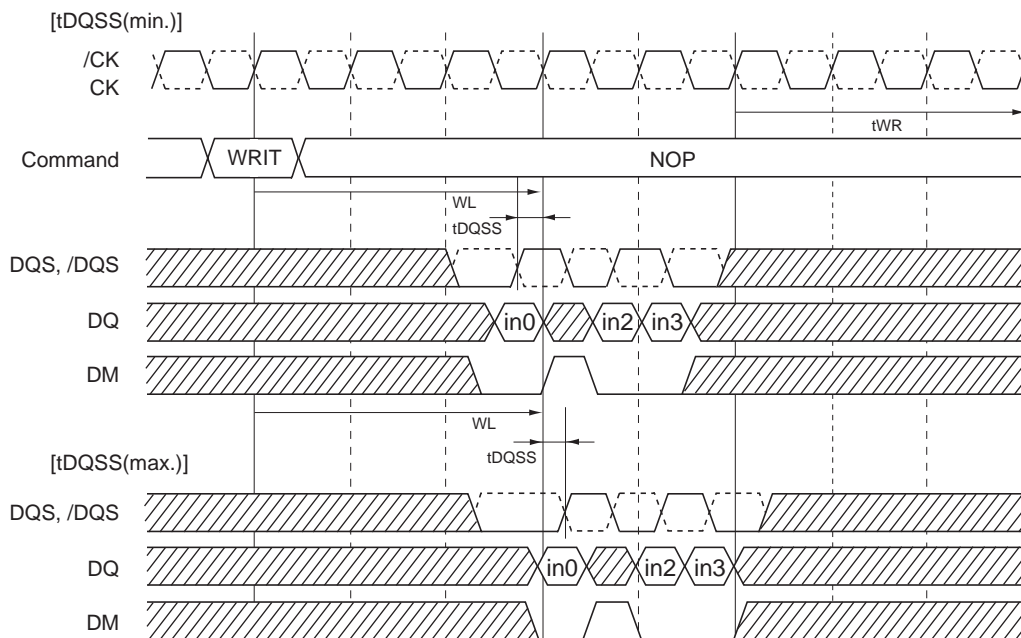 [tDQSS(min.)]
/CK
CK
tWR
Command WRIT NOP
WL
tDQSS
DQS, /DQS
DQ in0 in2 in3
DM
WL
tDQSS
[tDQSS(max.)]
DQS, /DQS
DQ in0 in2 in3
DM